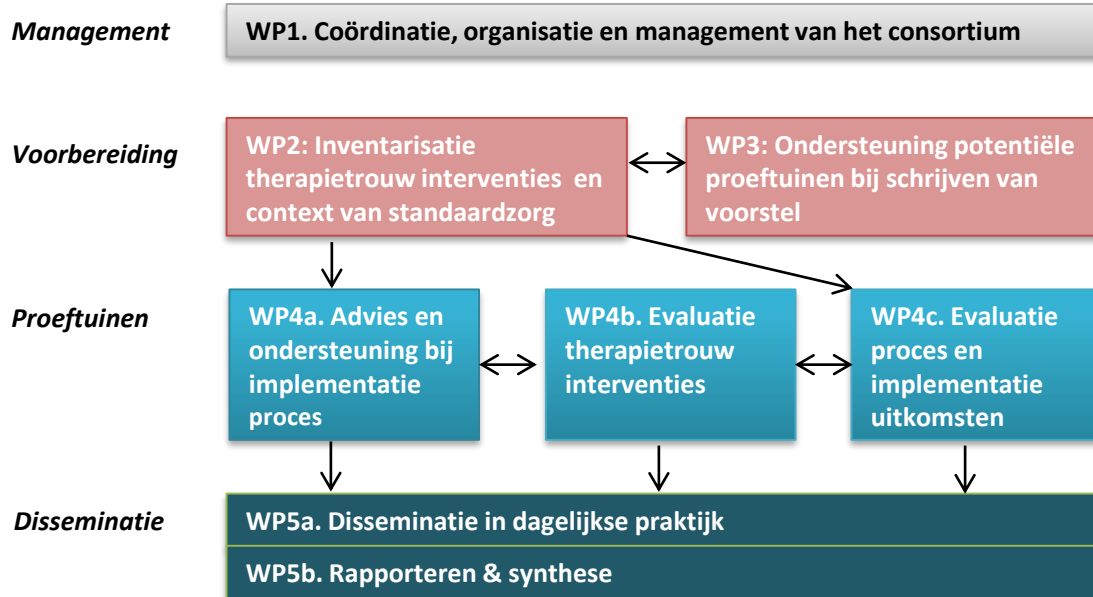 Management
WP1. Coördinatie, organisatie en management van het consortium
Voorbereiding
WP2: Inventarisatie
therapietrouw interventies en
context van standaardzorg
WP3: Ondersteuning potentiële
proeftuinen bij schrijven van
voorstel
Proeftuinen
WP4a. Advies en
ondersteuning bij
implementatie
proces
WP4b. Evaluatie
therapietrouw
interventies
WP4c. Evaluatie
proces en
implementatie
uitkomsten
Disseminatie
WP5a. Disseminatie in dagelijkse praktijk
WP5b. Rapporteren & synthese